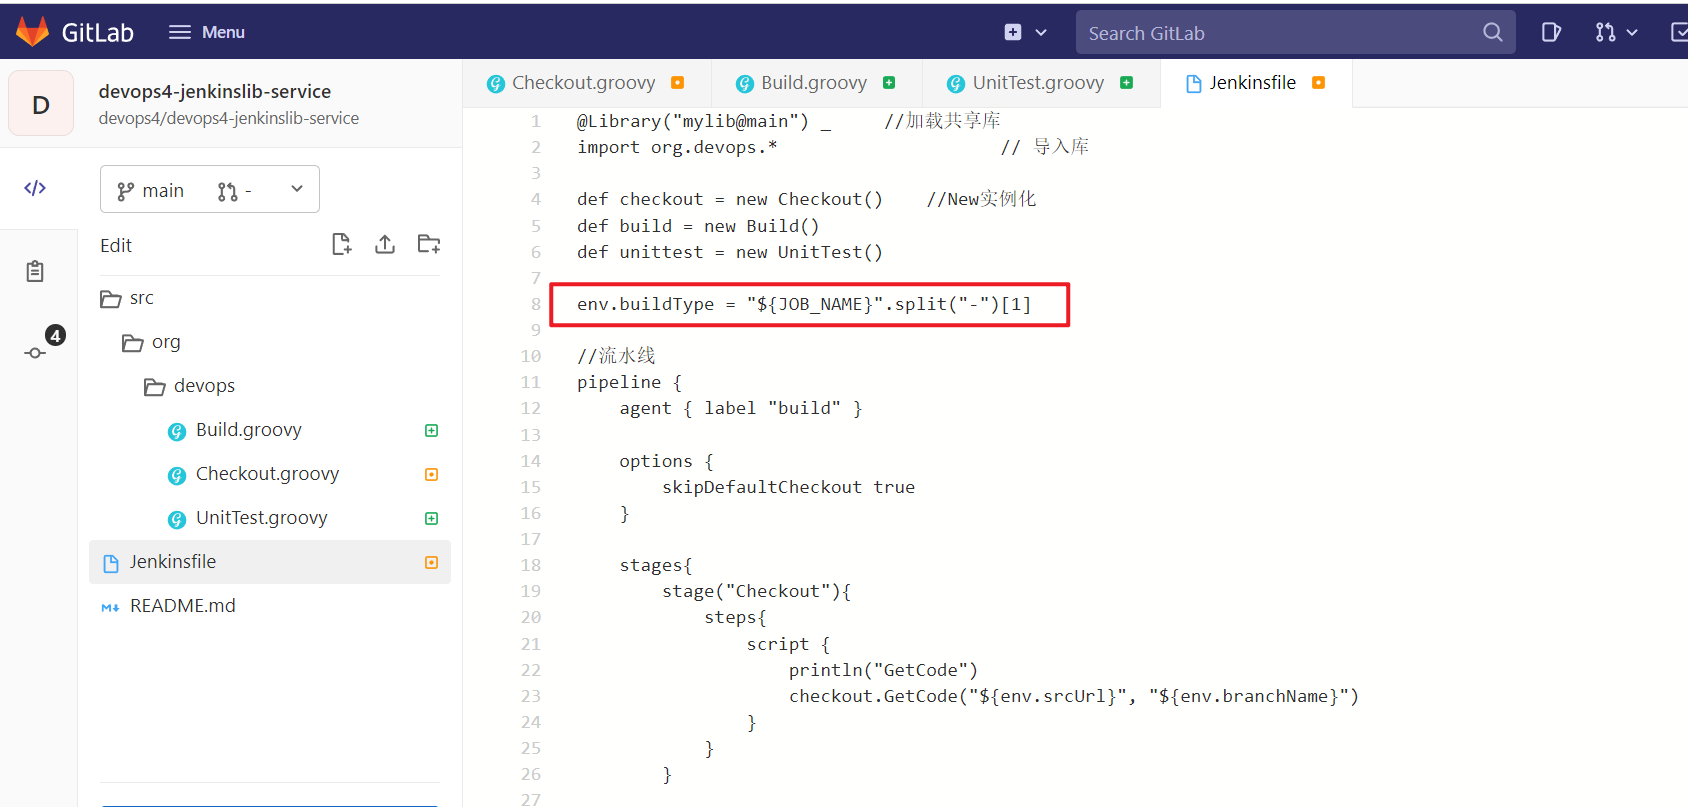 GitLab
Menu
Search GitLab
D
devops4-jenkinslib-service
devops4/devops4-jenkinslib-service
main
-
Edit
src
org
devops
Build.groovy
Checkout.groovy
UnitTest.groovy
Jenkinsfile
README.md
4
Checkout.groovy
Build.groovy
UnitTest.groovy
Jenkinsfile
1 @Library("mylib@main") _     //加载共享库
2 import org.devops.*                     // 导入库
3
4 def checkout = new Checkout()    //New实例化
5 def build = new Build()
6 def unittest = new UnitTest()
7
8 env.buildType = "${JOB_NAME}".split("-")[1]
9
10 //流水线
11 pipeline {
12     agent { label "build" }
13
14     options {
15         skipDefaultCheckout true
16     }
17
18     stages{
19         stage("Checkout"){
20             steps{
21                 script {
22                     println("GetCode")
23                     checkout.GetCode("${env.srcUrl}", "${env.branchName}")
24                 }
25             }
26         }
27